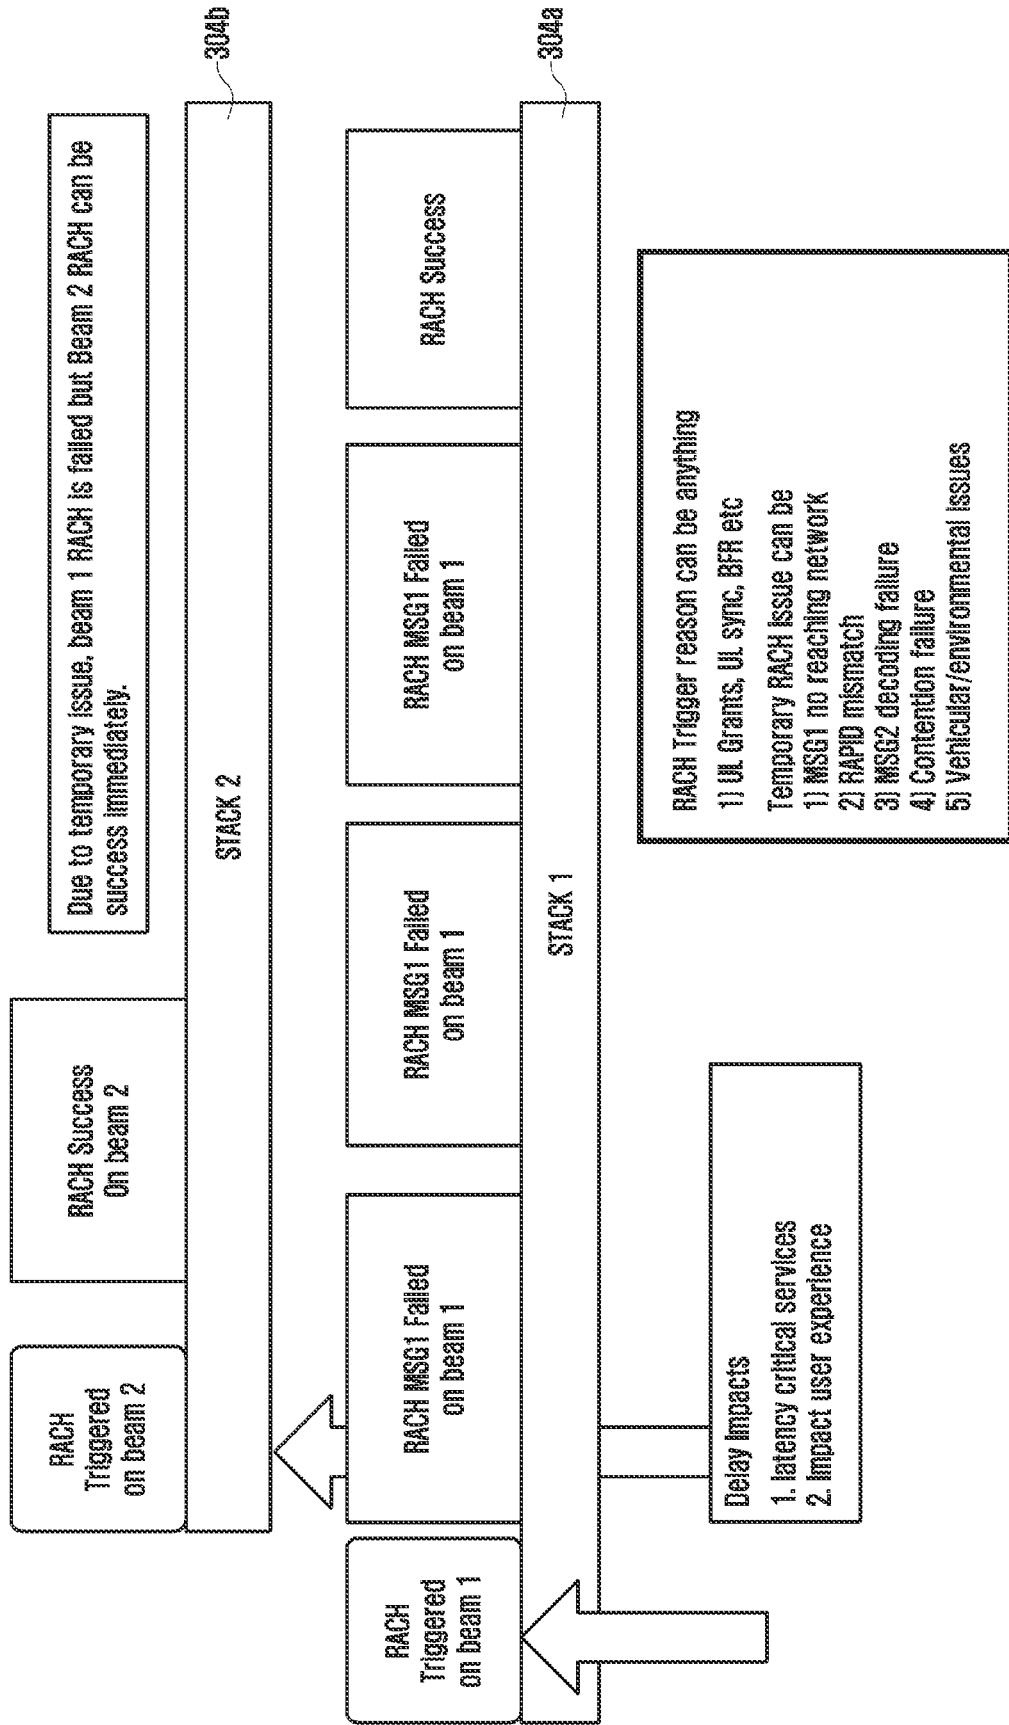 RACH
Triggered
on beam 2
RACH Success
On beam 2
Due to temporary issue, beam 1 RACH is failed but Beam 2 RACH can be
success immediately.
STACK 2
304b
RACH
Triggered
on beam 1
RACH MSG1 Failed
on beam 1
RACH MSG1 Failed
on beam 1
RACH MSG1 Failed
on beam 1
RACH Success
STACK 1
304a
Delay Impacts
1. latency critical services
2. Impact user experience
RACH Trigger reason can be anything
1) UL Grants, UL sync, BFR etc
Temporary RACH issue can be
1) MSG1 no reaching network
2) RAPID mismatch
3) MSG2 decoding failure
4) Contention failure
5) Vehicular/environmental issues